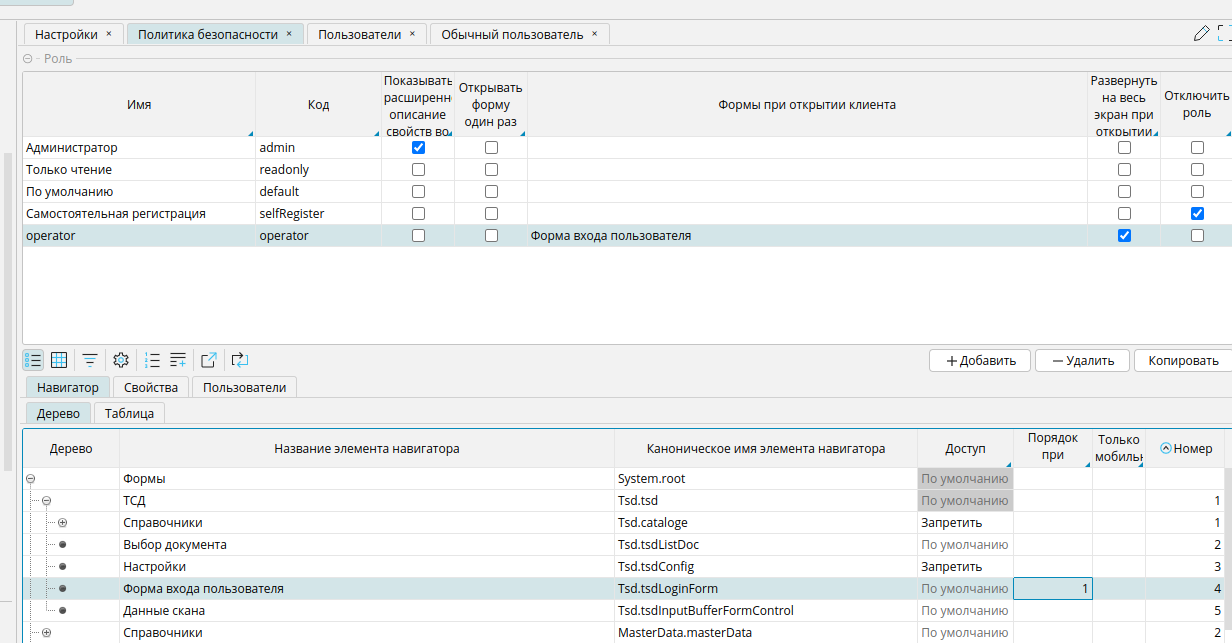 Настройки × Политика безопасности × Пользователи × Обычный пользователь ×
Роль
Имя Код Показывать расширенн описание свойств во Открывать форму один раз Формы при открытии клиента Развернуть на весь экран при открытии Отключить роль
Администратор admin
Только чтение readonly
По умолчанию default
Самостоятельная регистрация selfRegister
operator operator Форма входа пользователя
+ Добавить — Удалить Копировать
Навигатор Свойства Пользователи
Дерево Таблица
Дерево Название элемента навигатора Каноническое имя элемента навигатора Доступ Порядок при Только мобильн Номер
Формы System.root По умолчанию
ТСД Tsd.tsd По умолчанию 1
Справочники Tsd.cataloge Запретить 1
Выбор документа Tsd.tsdListDoc По умолчанию 2
Настройки Tsd.tsdConfig Запретить 3
Форма входа пользователя Tsd.tsdLoginForm По умолчанию 1 4
Данные скана Tsd.tsdInputBufferFormControl По умолчанию 5
Справочники MasterData.masterData По умолчанию 2